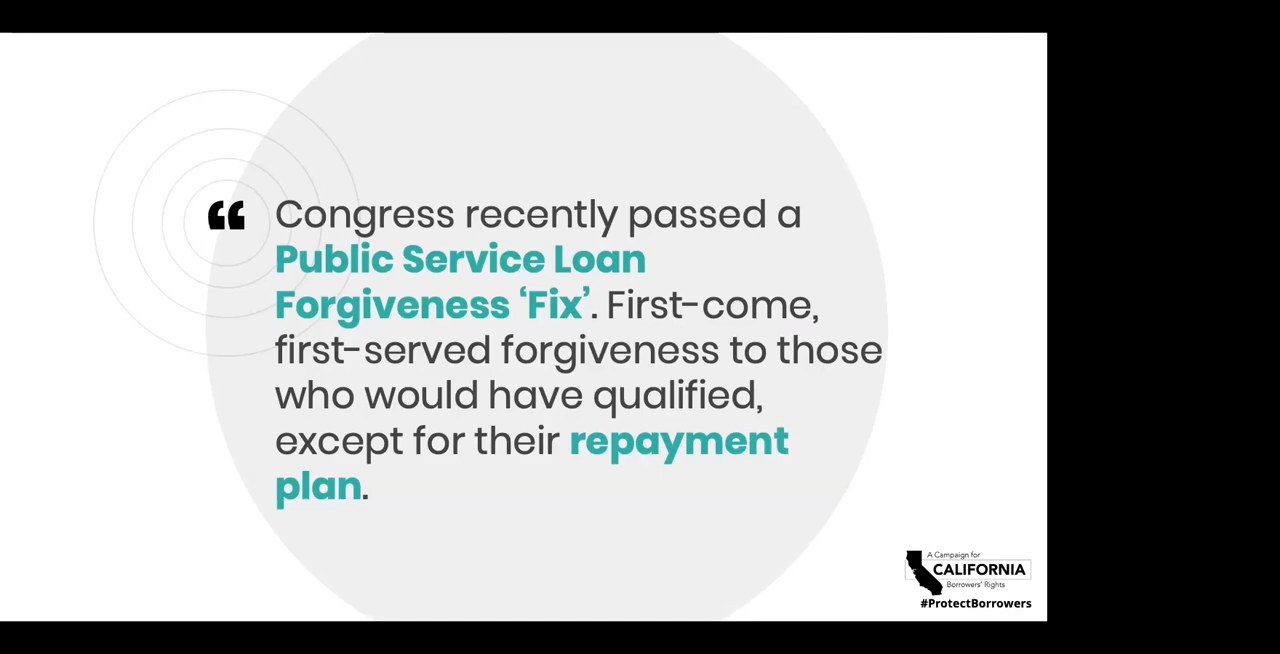 “ Congress recently passed a
Public Service Loan
Forgiveness ‘Fix’. First-come,
first-served forgiveness to those
who would have qualified,
except for their repayment
plan.
A Campaign for
CALIFORNIA
Borrowers’ Rights
#ProtectBorrowers